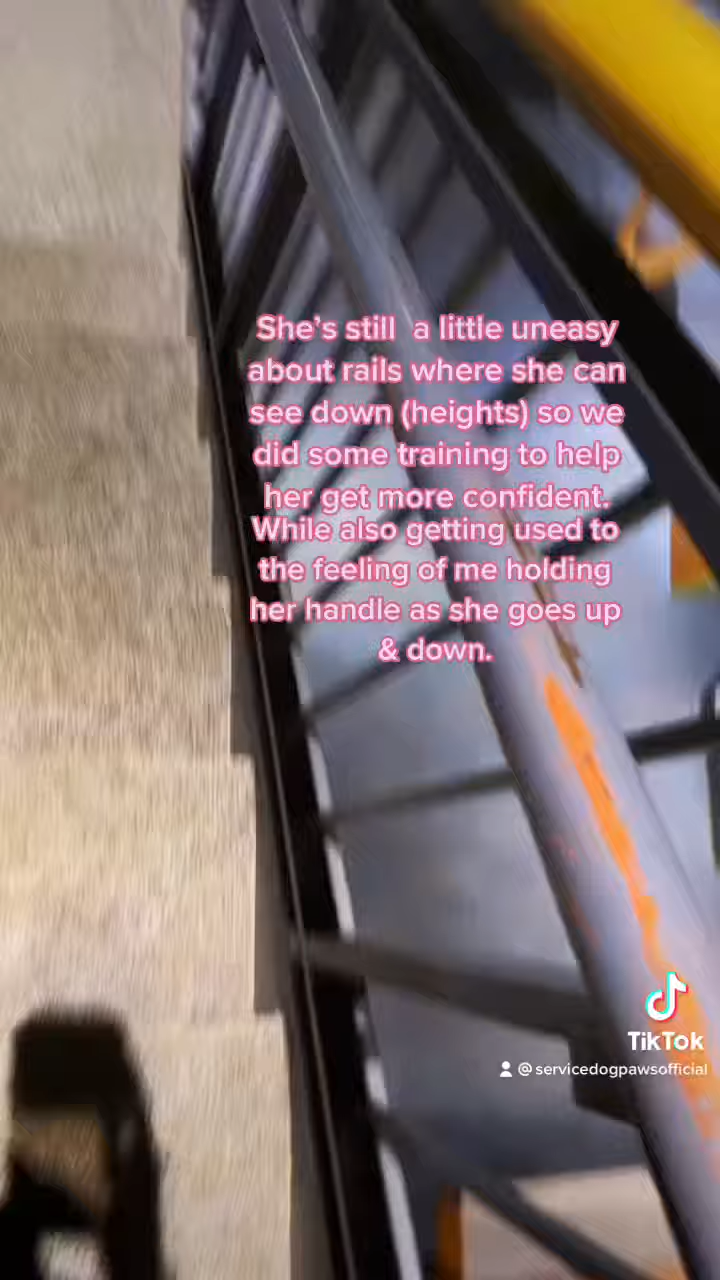 She's still  a little uneasy
about rails where she can
see down (heights) so we
did some training to help
her get more confident.
While also getting used to
the feeling of me holding
her handle as she goes up
& down.
TikTok
@servicedogpawsofficial